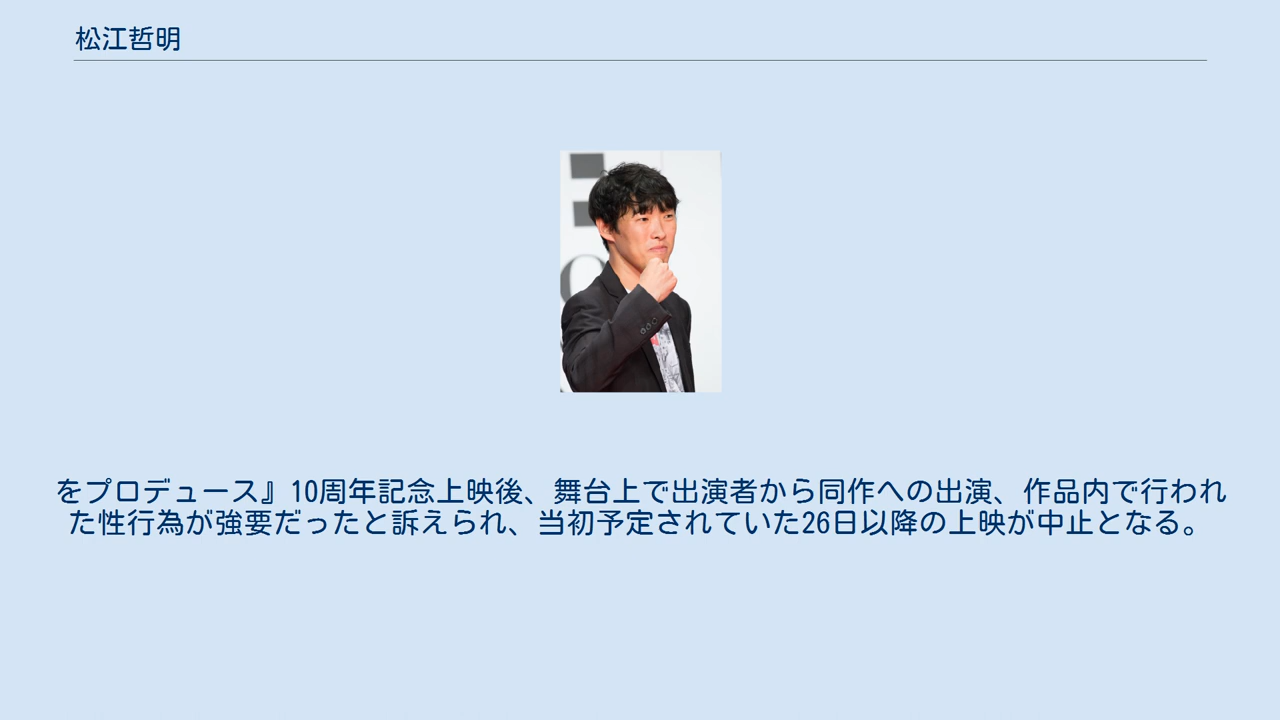 松江哲明
をプロデュース』10周年記念上映後、舞台上で出演者から同作への出演、作品内で行われ
た性行為が強要だったと訴えられ、当初予定されていた26日以降の上映が中止となる。